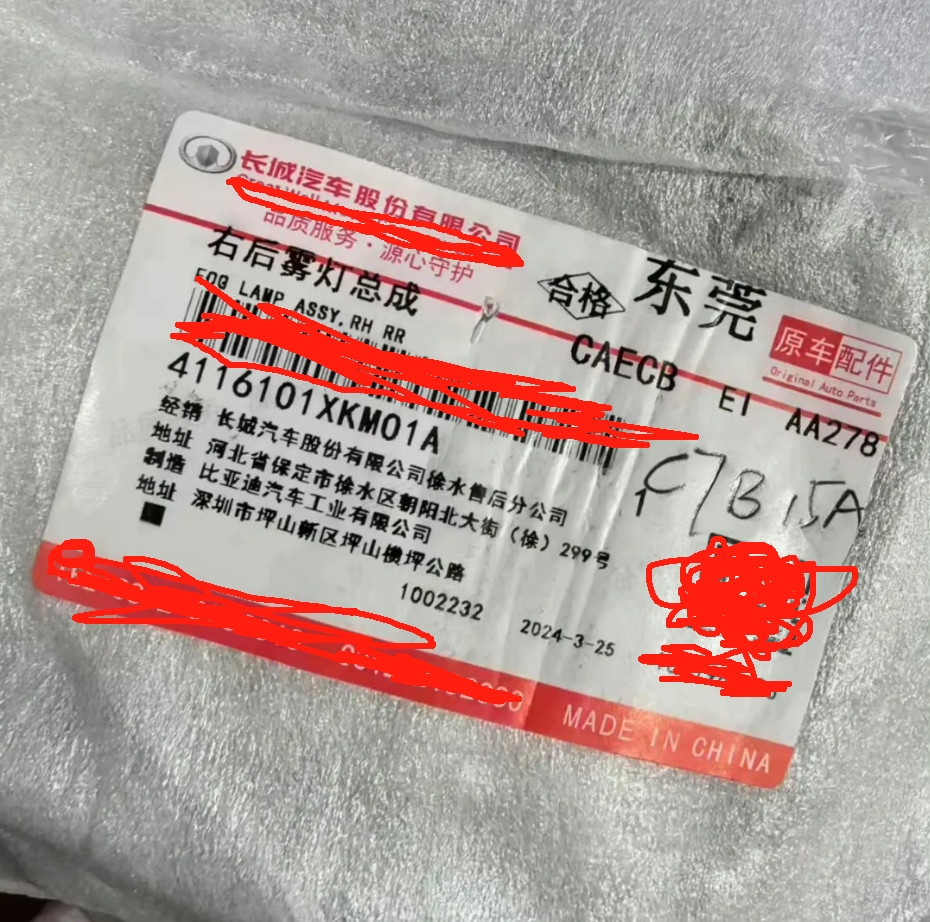 长城汽车股份有限公司
品质服务·源心守护
右后雾灯总成
合格
东莞
原车配件
Original Auto Parts
FOG LAMP ASSY,RH RR
CAECB EI AA278
4116101XKM01A
C7B15A
经销 长城汽车股份有限公司徐水售后分公司
地址 河北省保定市徐水区朝阳北大街(徐)299号
制造 比亚迪汽车工业有限公司
地址 深圳市坪山新区坪山横坪公路
1002232
2024-3-25
MADE IN CHINA